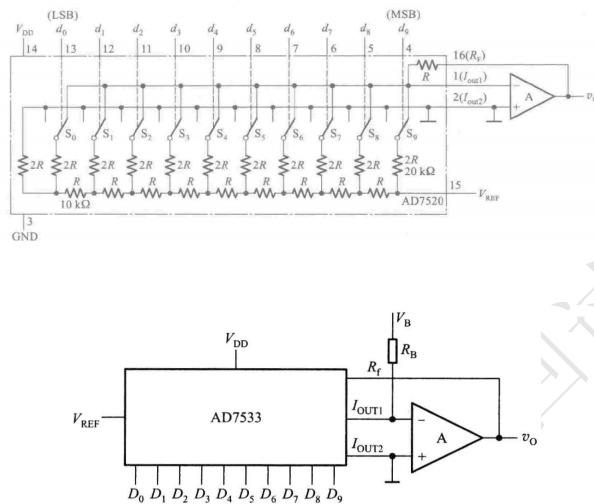 (LSB) (MSB)
V_DD d_0 d_1 d_2 d_3 d_4 d_5 d_6 d_7 d_8 d_9
14 13 12 11 10 9 8 7 6 5 4
16(R_F)
R
1(I_out1)
2(I_out2)
A
−
+
S_0 S_1 S_2 S_3 S_4 S_5 S_6 S_7 S_8 S_9
2R 2R 2R 2R 2R 2R 2R 2R 2R 2R 2R
20 kΩ
R R R R R R R R R
10 kΩ
AD7520
15
V_REF
3
GND
V_B
V_DD
R_B
R_f
AD7533
V_REF
I_OUT1
I_OUT2
−
+
A
v_O
D_0 D_1 D_2 D_3 D_4 D_5 D_6 D_7 D_8 D_9